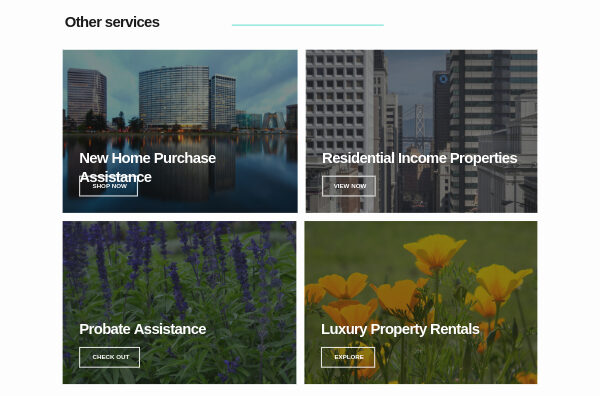 Other services
New Home Purchase
Assistance
SHOP NOW
Residential Income Properties
VIEW NOW
Probate Assistance
CHECK OUT
Luxury Property Rentals
EXPLORE